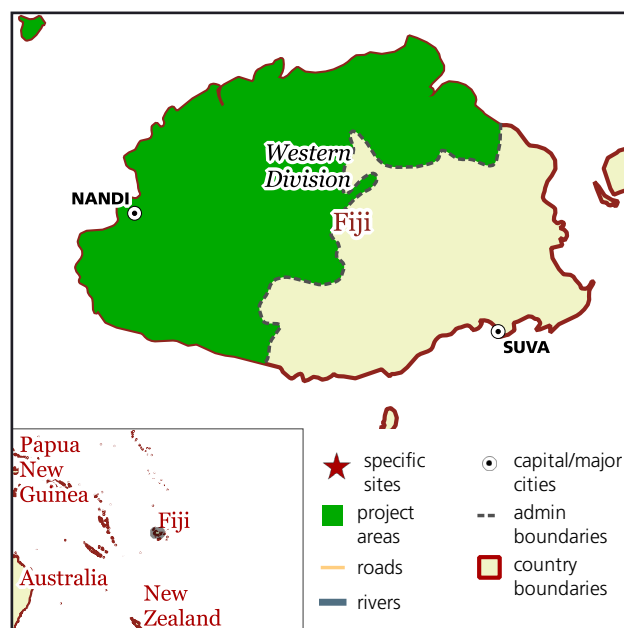 Western
Division
NANDI
Fiji
SUVA
Papua
New
Guinea
Fiji
Australia
New
Zealand
specific
sites
project
areas
roads
rivers
capital/major
cities
admin
boundaries
country
boundaries